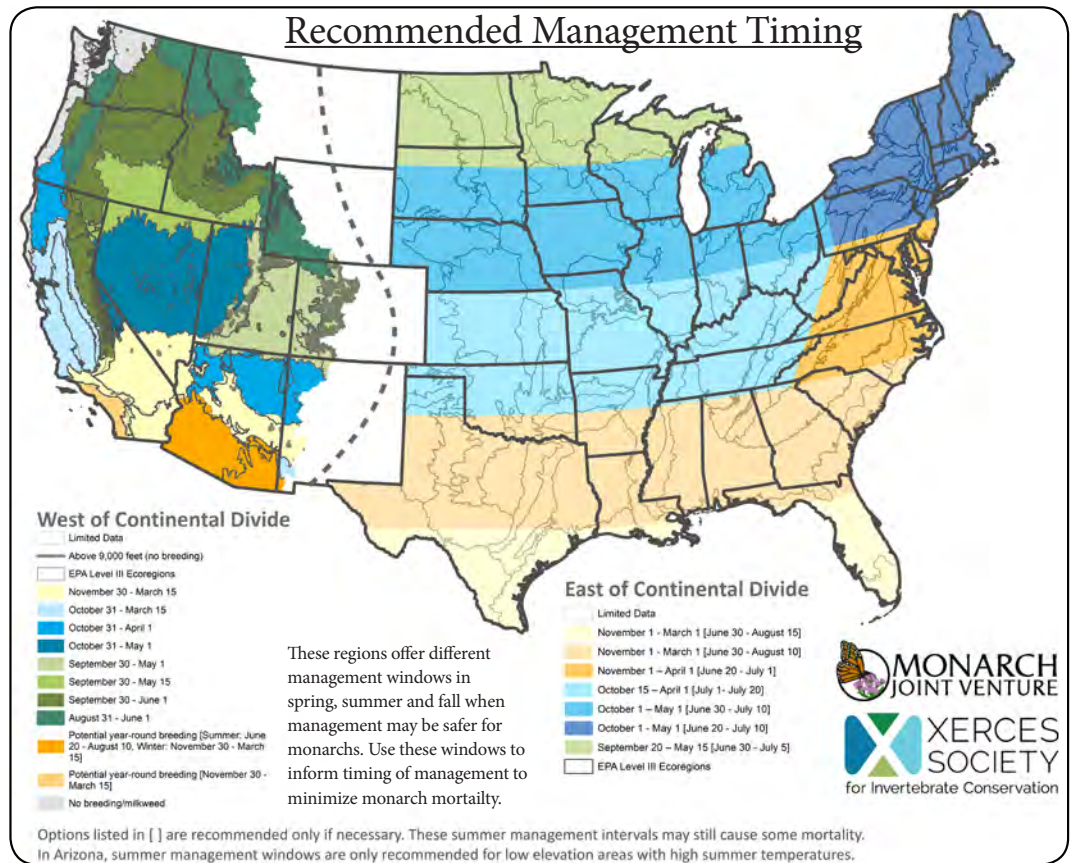 Recommended Management Timing
West of Continental Divide
Limited Data
Above 9,000 feet (no breeding)
EPA Level III Ecoregions
November 30 - March 15
October 31 - March 15
October 31 - April 1
October 31 - May 1
September 30 - May 1
September 30 - May 15
September 30 - June 1
August 31 - June 1
Potential year-round breeding [Summer: June
20 - August 10, Winter: November 30 - March
15]
Potential year-round breeding [November 30 -
March 15]
No breeding/milkweed
These regions offer different
management windows in
spring, summer and fall when
management may be safer for
monarchs. Use these windows to
inform timing of management to
minimize monarch mortailty.
East of Continental Divide
Limited Data
November 1 - March 1 [June 30 - August 15]
November 1 - March 1 [June 30 - August 10]
November 1 – April 1 [June 20 - July 1]
October 15 – April 1 [July 1- July 20]
October 1 – May 1 [June 30 - July 10]
October 1 - May 1 [June 20 - July 10]
September 20 – May 15 [June 30 - July 5]
EPA Level III Ecoregions
MONARCH
JOINT VENTURE
XERCES
SOCIETY
for Invertebrate Conservation
Options listed in [ ] are recommended only if necessary. These summer management intervals may still cause some mortality.
In Arizona, summer management windows are only recommended for low elevation areas with high summer temperatures.